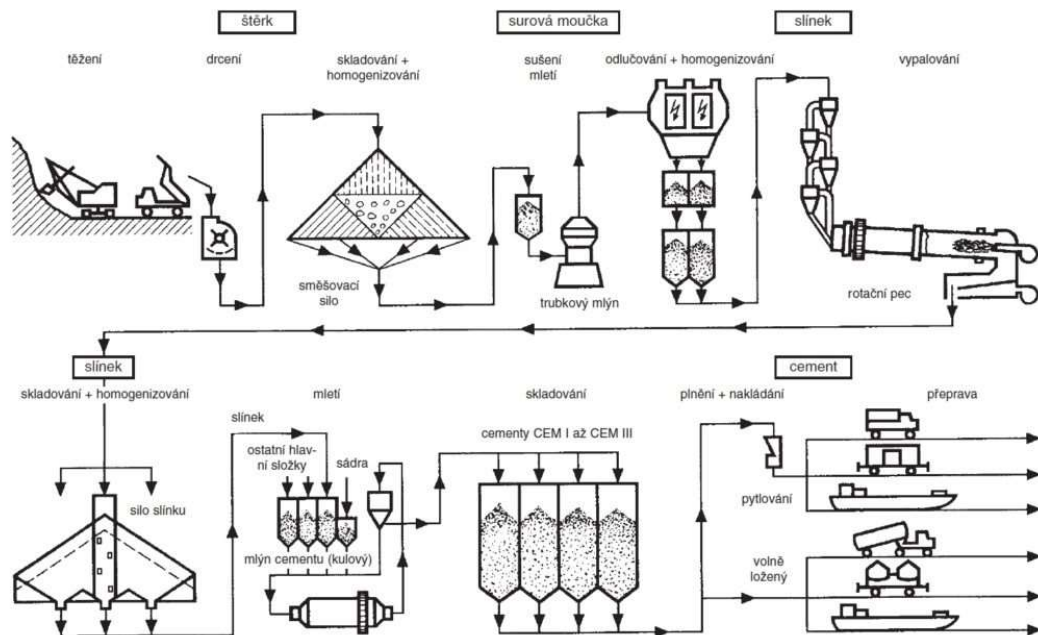 štěrk
surová moučka
slínek
těžení
drcení
skladování +
homogenizování
sušení
mletí
odlučování + homogenizování
vypalování
směšovací
silo
trubkový mlýn
rotační pec
slínek
cement
skladování + homogenizování
mletí
skladování
plnění + nakládání
přeprava
slínek
ostatní hlav-
ní složky
sádra
cementy CEM I až CEM III
silo slínku
pytlování
mlýn cementu (kulový)
volně
ložený